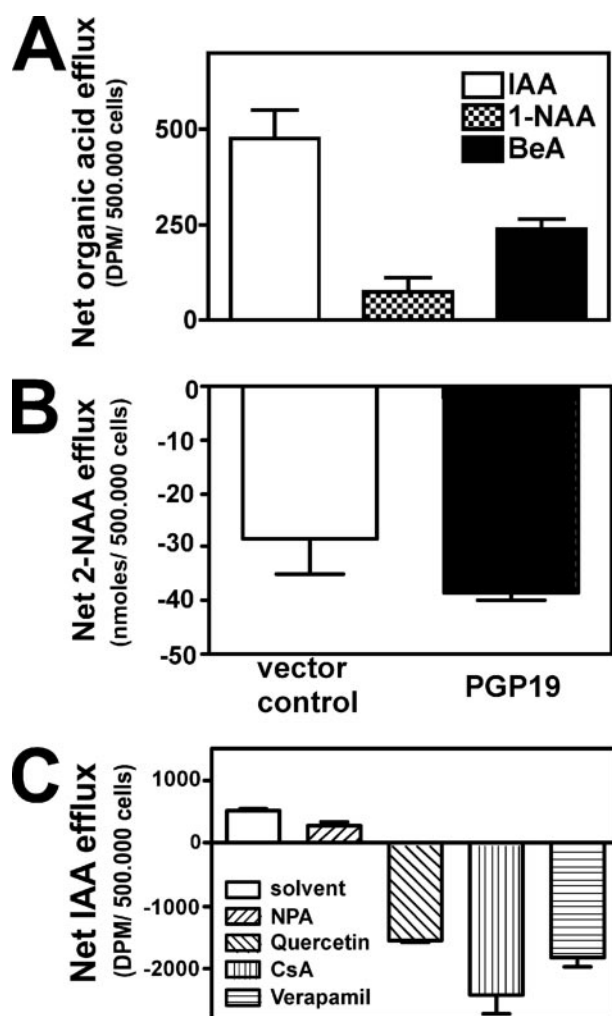 A
Net organic acid efflux
(DPM/ 500.000 cells)
500
250
0
IAA
1-NAA
BeA
B
Net 2-NAA efflux
(nmoles/ 500.000 cells)
0
-10
-20
-30
-40
-50
vector
control
PGP19
C
Net IAA efflux
(DPM/ 500.000 cells)
1000
0
-1000
-2000
solvent
NPA
Quercetin
CsA
Verapamil